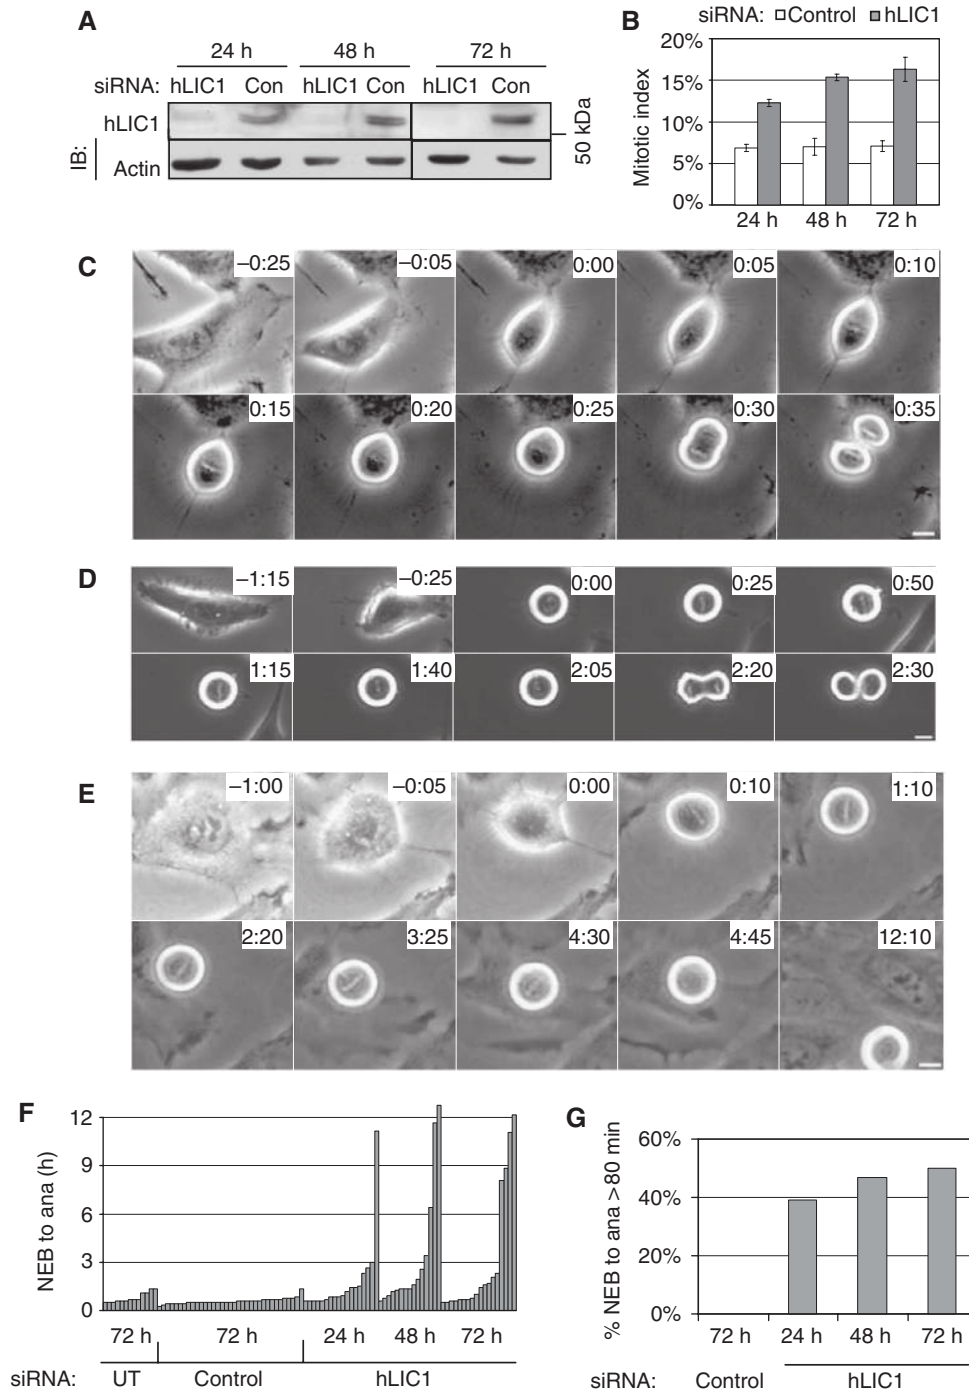 A
24 h 48 h 72 h
siRNA: hLIC1 Con hLIC1 Con hLIC1 Con
hLIC1
Actin
IB:
50 kDa
B
siRNA: Control hLIC1
Mitotic index
20%
15%
10%
5%
0%
24 h 48 h 72 h
C
–0:25 –0:05 0:00 0:05 0:10
0:15 0:20 0:25 0:30 0:35
D
–1:15 –0:25 0:00 0:25 0:50
1:15 1:40 2:05 2:20 2:30
E
–1:00 –0:05 0:00 0:10 1:10
2:20 3:25 4:30 4:45 12:10
F
NEB to ana (h)
12
9
6
3
0
72 h 72 h 24 h 48 h 72 h
siRNA: UT Control hLIC1
G
% NEB to ana >80 min
60%
40%
20%
0%
72 h 24 h 48 h 72 h
siRNA: Control hLIC1